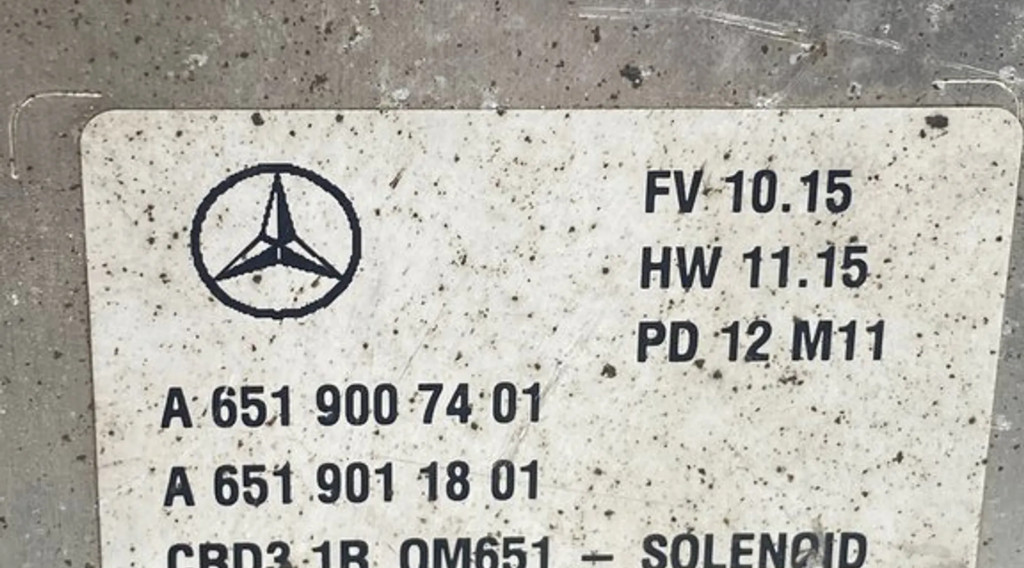 FV 10.15
HW 11.15
PD 12 M11
A 651 900 74 01
A 651 901 18 01
CRD3.1B OM651 – SOLENOID